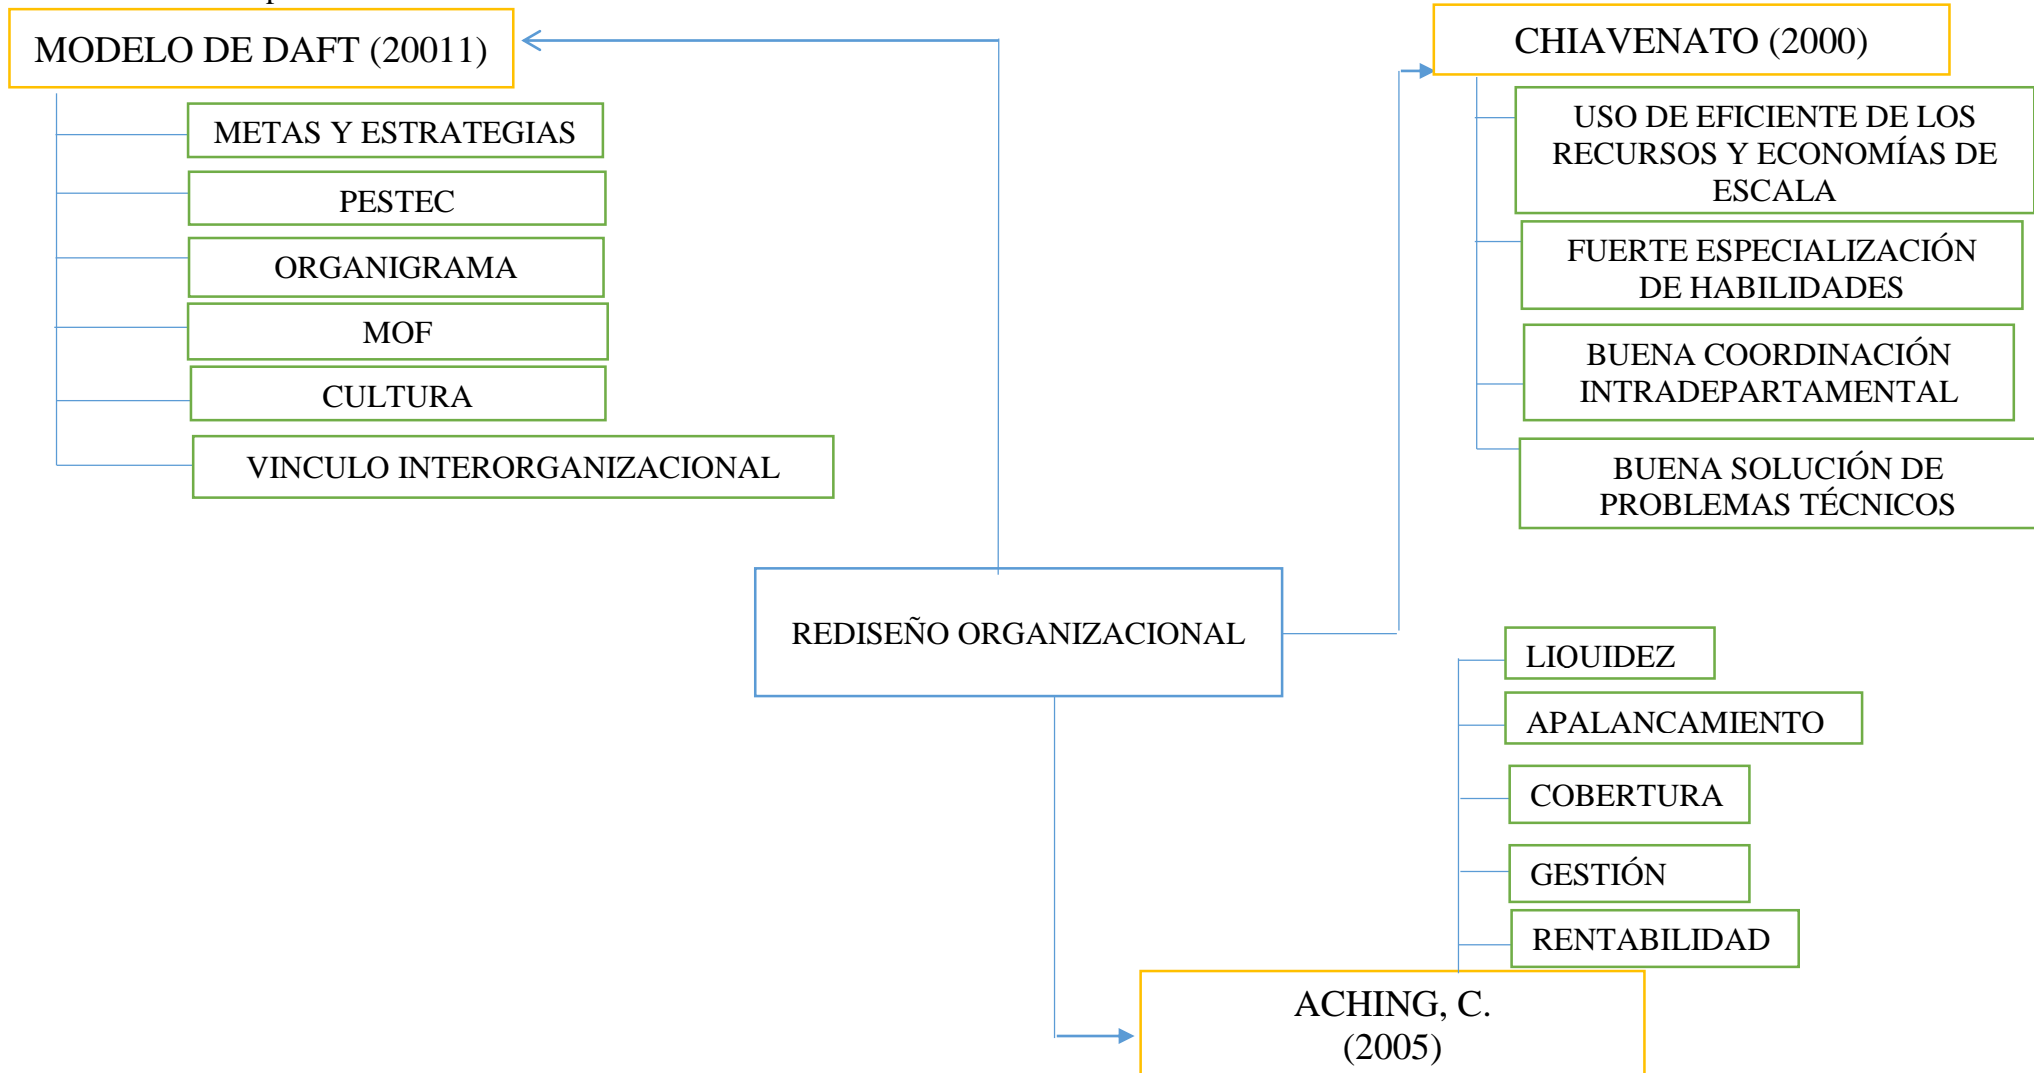 MODELO DE DAFT (20011)
METAS Y ESTRATEGIAS
PESTEC
ORGANIGRAMA
MOF
CULTURA
VINCULO INTERORGANIZACIONAL
CHIAVENATO (2000)
USO DE EFICIENTE DE LOS
RECURSOS Y ECONOMÍAS DE
ESCALA
FUERTE ESPECIALIZACIÓN
DE HABILIDADES
BUENA COORDINACIÓN
INTRADEPARTAMENTAL
BUENA SOLUCIÓN DE
PROBLEMAS TÉCNICOS
REDISEÑO ORGANIZACIONAL
LIOUIDEZ
APALANCAMIENTO
COBERTURA
GESTIÓN
RENTABILIDAD
ACHING, C.
(2005)